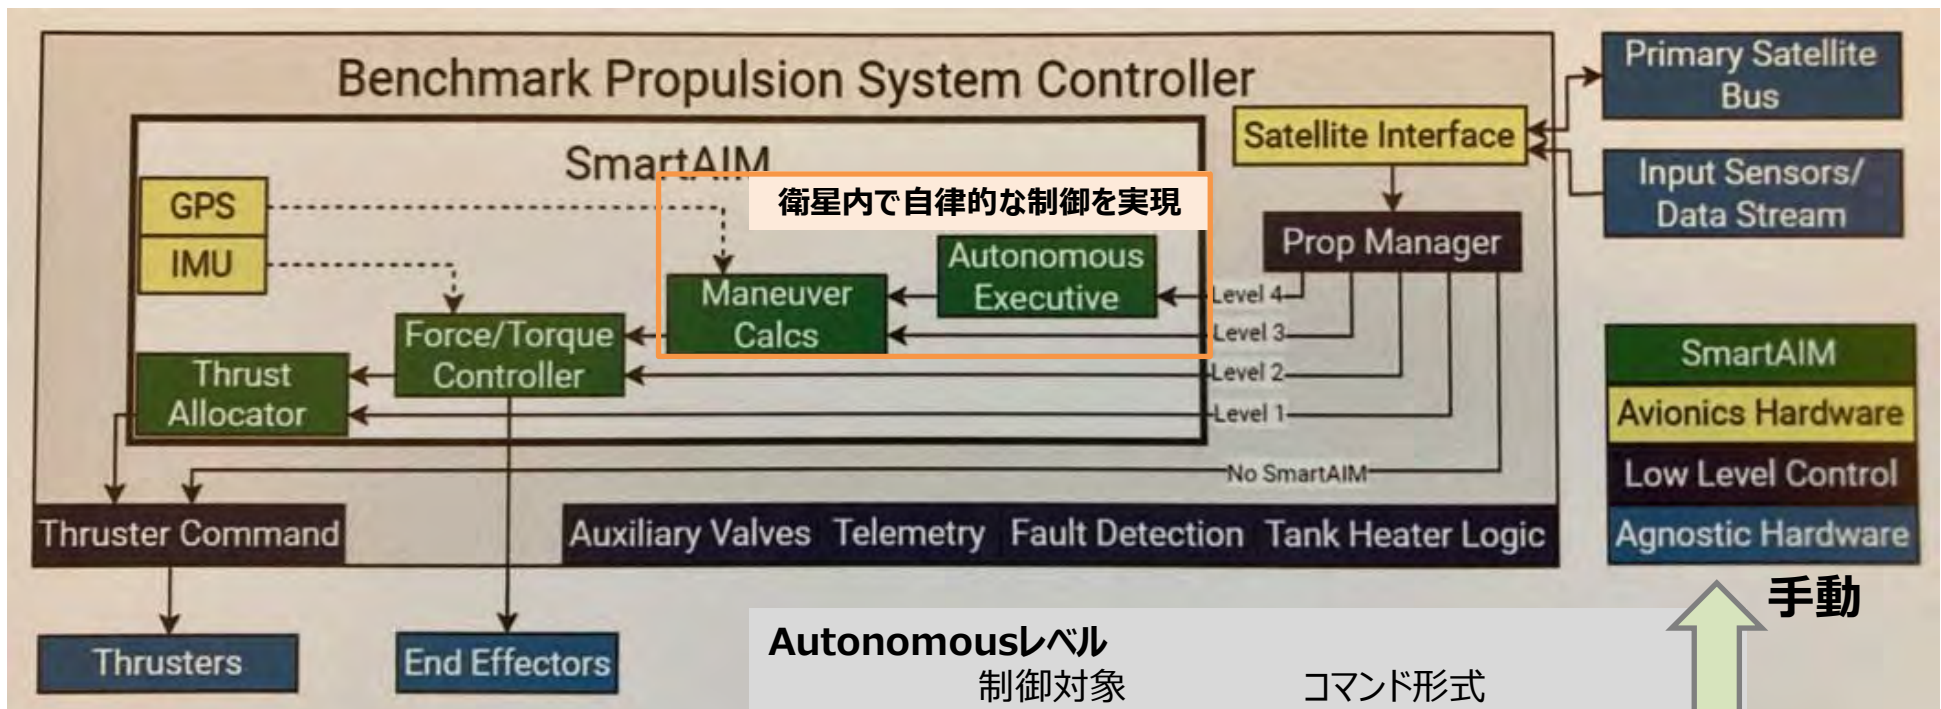 Benchmark Propulsion System Controller
SmartAIM
衛星内で自律的な制御を実現
GPS
IMU
Autonomous
Executive
Maneuver
Calcs
Force/Torque
Controller
Thrust
Allocator
Satellite Interface
Prop Manager
Level 4
Level 3
Level 2
Level 1
No SmartAIM
Thruster Command
Auxiliary Valves Telemetry Fault Detection Tank Heater Logic
Thrusters
End Effectors
Primary Satellite
Bus
Input Sensors/
Data Stream
SmartAIM
Avionics Hardware
Low Level Control
Agnostic Hardware
手動
Autonomousレベル
制御対象 コマンド形式